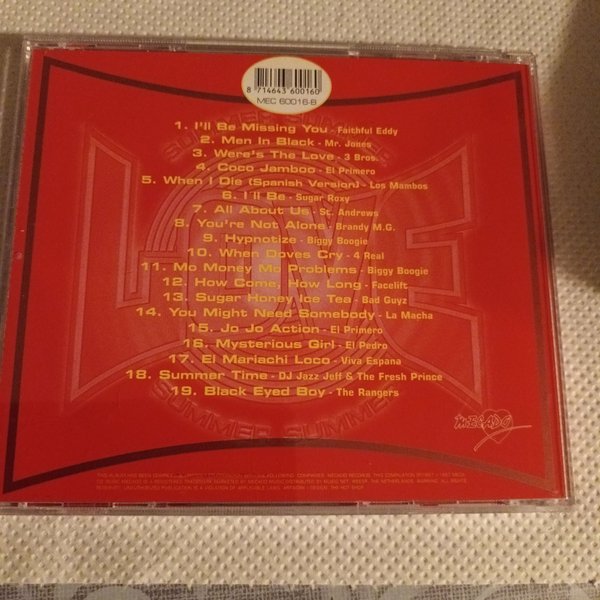 8 714643 600160
MEC 60016-8
SUMMER SUMMER
1. I'll Be Missing You - Faithful Eddy
2. Men In Black - Mr. Jones
3. Were's The Love - 3 Bros.
4. Coco Jamboo - El Primero
5. When I Die (Spanish Version) - Los Mambos
6. I'll Be - Sugar Roxy
7. All About Us - St. Andrews
8. You're Not Alone - Brandy M.G.
9. Hypnotize - Biggy Boogie
10. When Doves Cry - 4 Real
11. Mo Money Mo Problems - Biggy Boogie
12. How Come, How Long - Facelift
13. Sugar Honey Ice Tea - Bad Guyz
14. You Might Need Somebody - La Macha
15. Jo Jo Action - El Primero
16. Mysterious Girl - El Pedro
17. El Mariachi Loco - Viva Espana
18. Summer Time - DJ Jazz Jeff & The Fresh Prince
19. Black Eyed Boy - The Rangers
LOVE
SUMMER SUMMER
MECADO